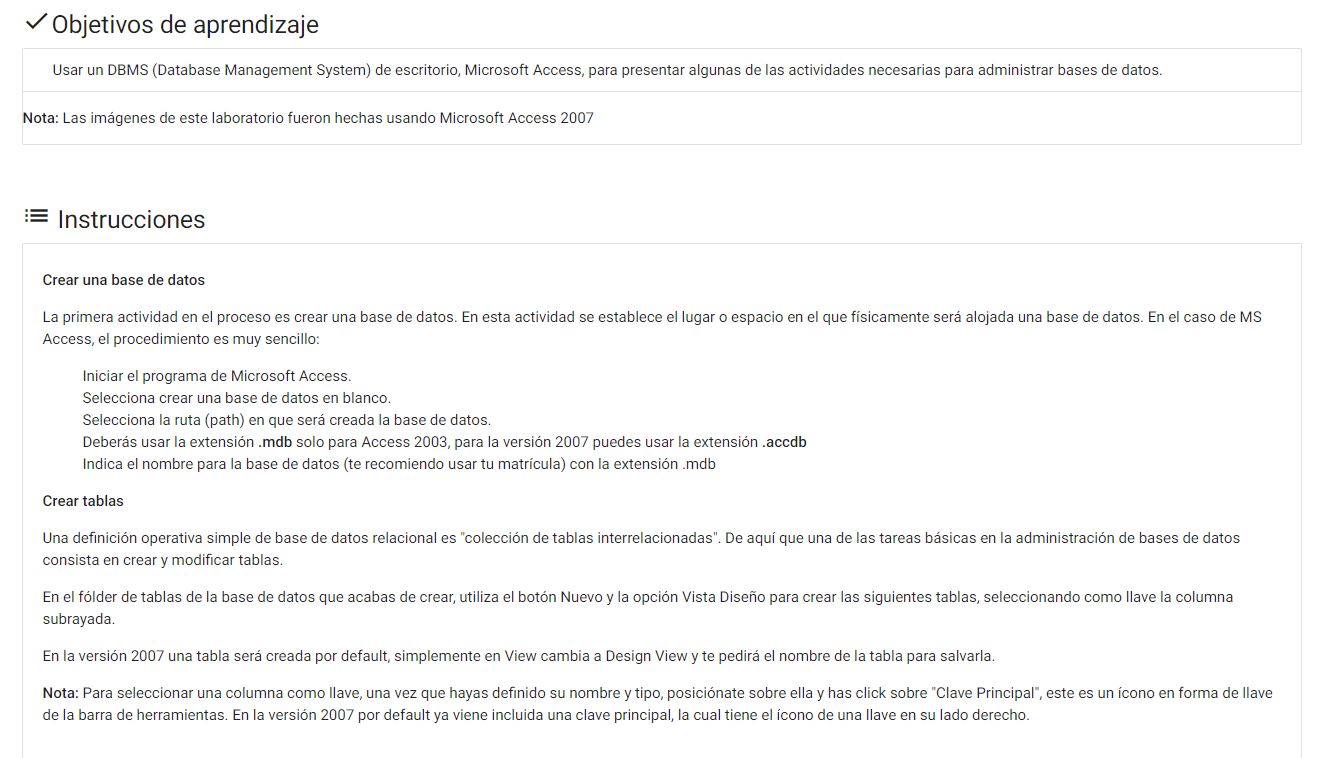 Objetivos de aprendizaje
Usar un DBMS (Database Management System) de escritorio, Microsoft Access, para presentar algunas de las actividades necesarias para administrar bases de datos.
Nota: Las imágenes de este laboratorio fueron hechas usando Microsoft Access 2007
Instrucciones
Crear una base de datos
La primera actividad en el proceso es crear una base de datos. En esta actividad se establece el lugar o espacio en el que físicamente será alojada una base de datos. En el caso de MS
Access, el procedimiento es muy sencillo:
Iniciar el programa de Microsoft Access.
Selecciona crear una base de datos en blanco.
Selecciona la ruta (path) en que será creada la base de datos.
Deberás usar la extensión .mdb solo para Access 2003, para la versión 2007 puedes usar la extensión .accdb
Indica el nombre para la base de datos (te recomiendo usar tu matrícula) con la extensión .mdb
Crear tablas
Una definición operativa simple de base de datos relacional es "colección de tablas interrelacionadas". De aquí que una de las tareas básicas en la administración de bases de datos
consista en crear y modificar tablas.
En el fólder de tablas de la base de datos que acabas de crear, utiliza el botón Nuevo y la opción Vista Diseño para crear las siguientes tablas, seleccionando como llave la columna
subrayada.
En la versión 2007 una tabla será creada por default, simplemente en View cambia a Design View y te pedirá el nombre de la tabla para salvarla.
Nota: Para seleccionar una columna como llave, una vez que hayas definido su nombre y tipo, posiciónate sobre ella y has click sobre "Clave Principal", este es un ícono en forma de llave
de la barra de herramientas. En la versión 2007 por default ya viene incluida una clave principal, la cual tiene el ícono de una llave en su lado derecho.